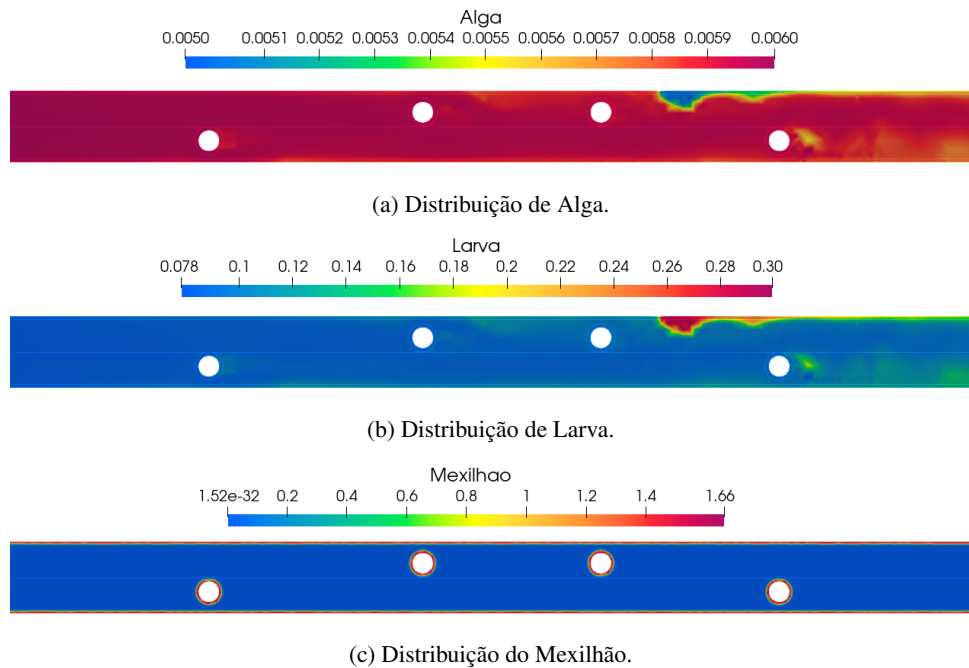 Alga
0.0050 0.0051 0.0052 0.0053 0.0054 0.0055 0.0056 0.0057 0.0058 0.0059 0.0060
(a) Distribuição de Alga.
Larva
0.078 0.1 0.12 0.14 0.16 0.18 0.2 0.22 0.24 0.26 0.28 0.30
(b) Distribuição de Larva.
Mexilhao
1.52e-32 0.2 0.4 0.6 0.8 1 1.2 1.4 1.66
(c) Distribuição do Mexilhão.